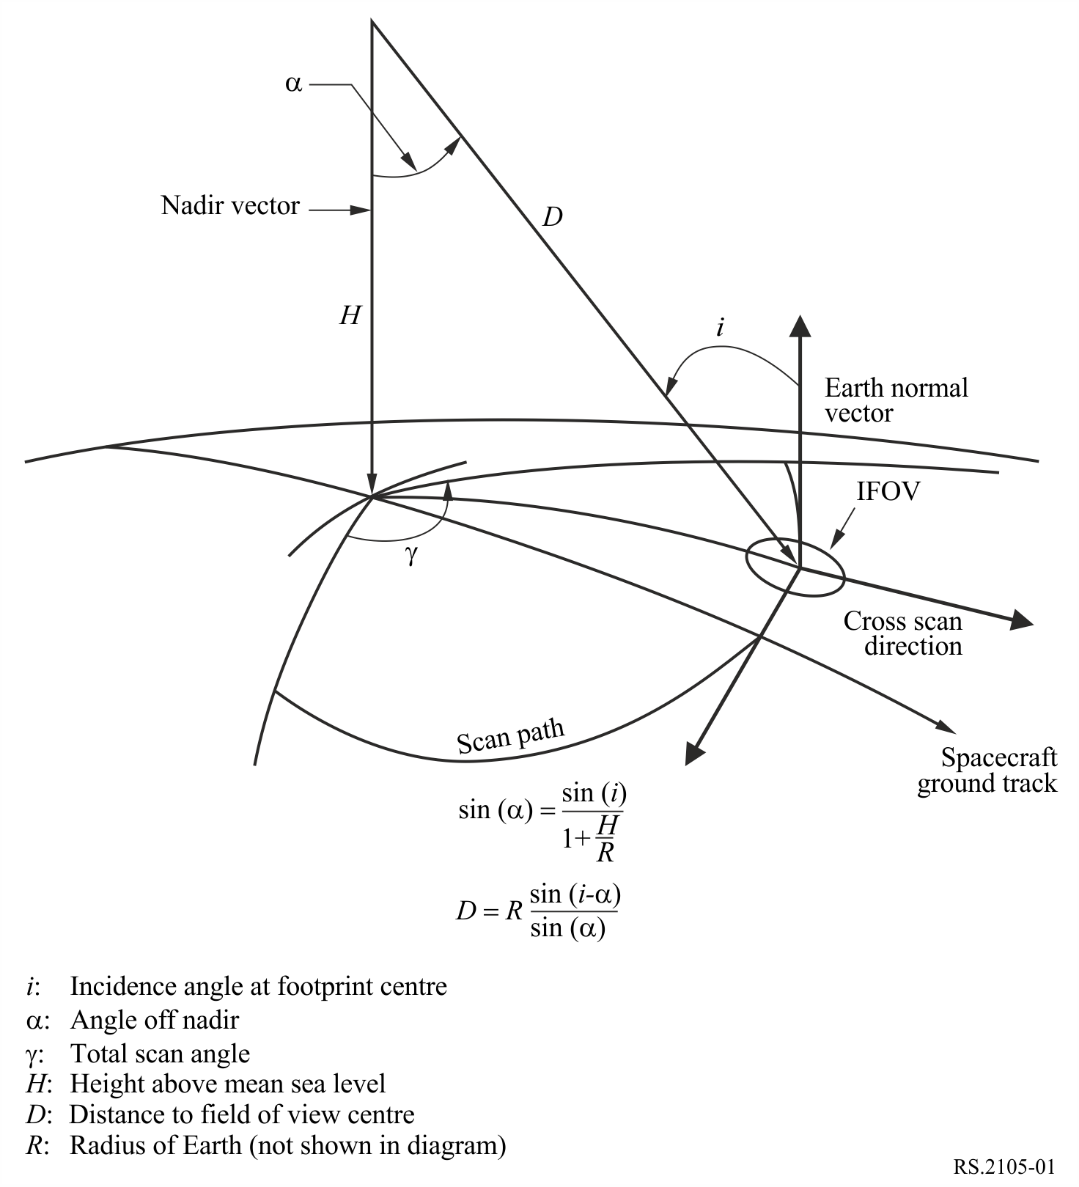 α
Nadir vector
D
H
i
Earth normal
vector
IFOV
γ
Cross scan
direction
Scan path
Spacecraft
ground track
sin (α) = sin (i) / 1+ H/R
D = R sin (i-α) / sin (α)
i: Incidence angle at footprint centre
α: Angle off nadir
γ: Total scan angle
H: Height above mean sea level
D: Distance to field of view centre
R: Radius of Earth (not shown in diagram)
RS.2105-01